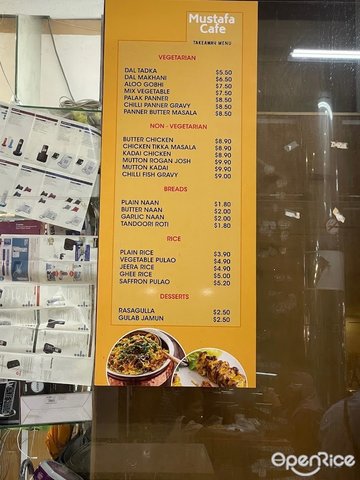 Mustafa
Cafe
TAKEAWAY MENU
VEGETARIAN
DAL TADKA $5.50
DAL MAKHANI $6.50
ALOO GOBHI $7.50
MIX VEGETABLE $7.50
PALAK PANNER $8.50
CHILLI PANNER GRAVY $8.50
PANNER BUTTER MASALA $8.50
NON - VEGETARIAN
BUTTER CHICKEN $8.90
CHICKEN TIKKA MASALA $8.90
KADAI CHICKEN $8.90
MUTTON ROGAN JOSH $9.90
MUTTON KADAI $9.90
CHILLI FISH GRAVY $9.00
BREADS
PLAIN NAAN $1.80
BUTTER NAAN $2.00
GARLIC NAAN $2.00
TANDOORI ROTI $1.80
RICE
PLAIN RICE $3.90
VEGETABLE PULAO $4.90
JEERA RICE $4.90
GHEE RICE $5.00
SAFFRON PULAO $5.20
DESSERTS
RASAGULLA $2.50
GULAB JAMUN $2.50
OpenRice